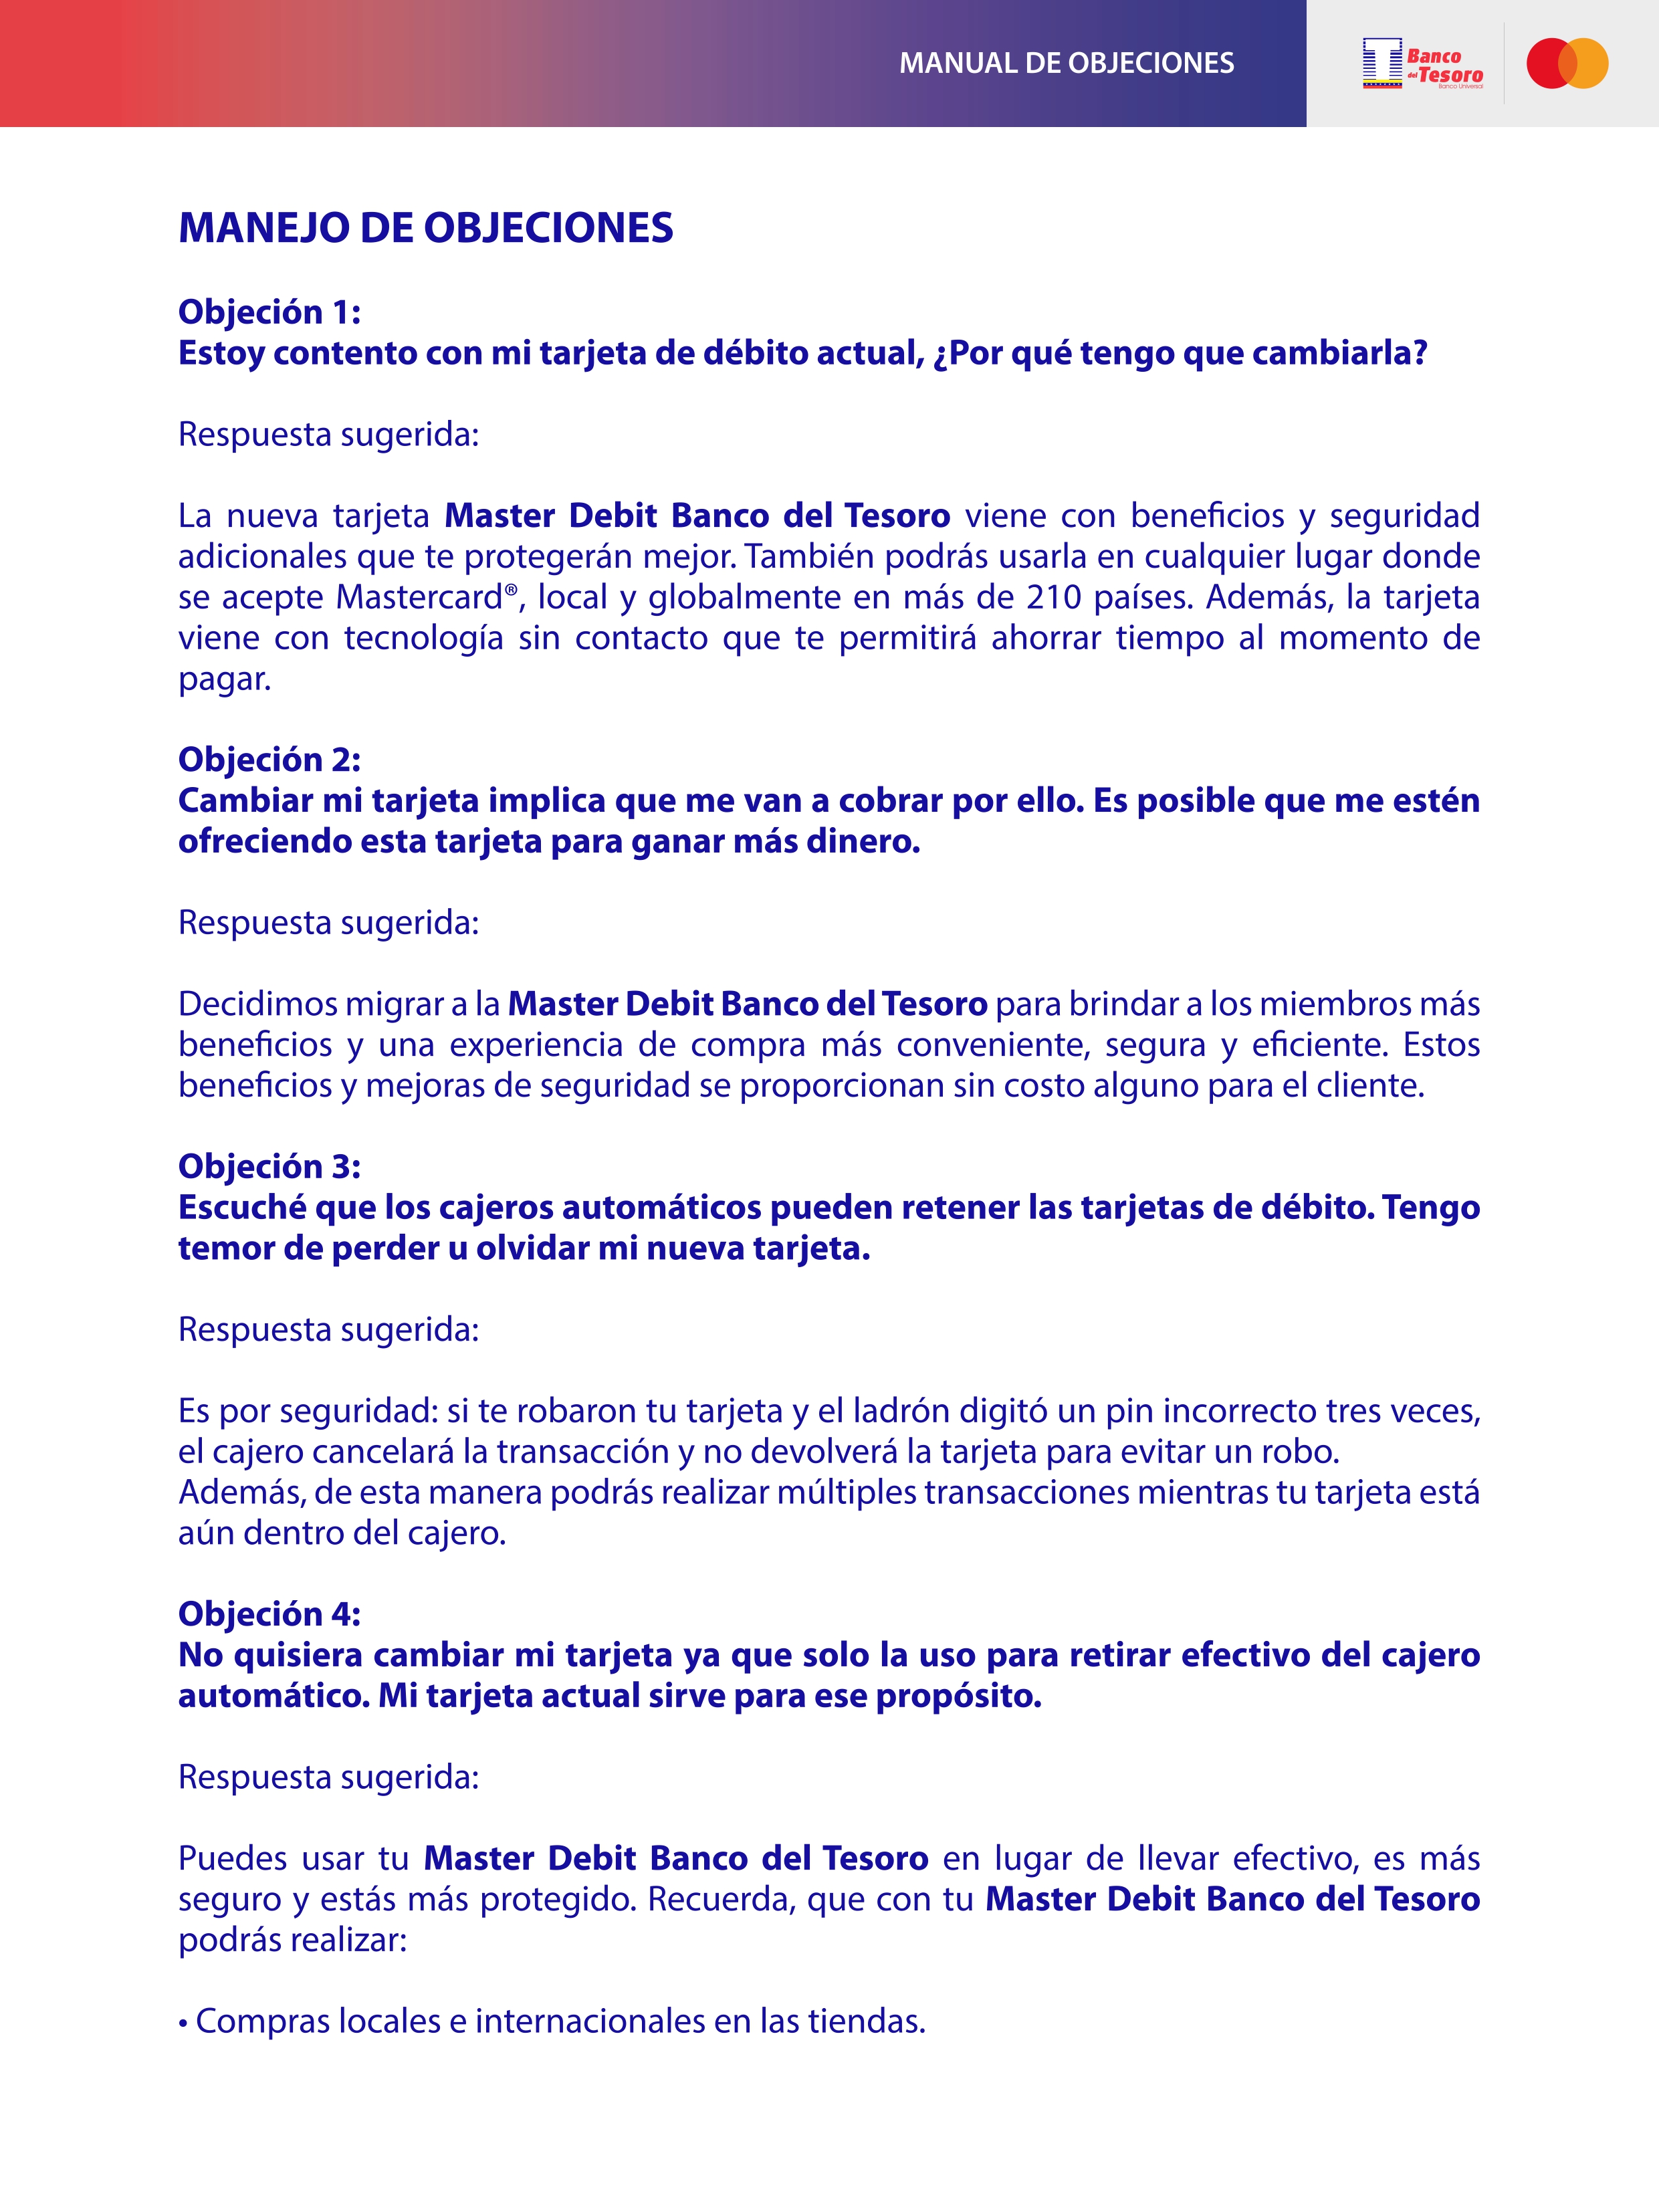 MANUAL DE OBJECIONES
Banco
del Tesoro
Banco Universal
MANEJO DE OBJECIONES
Objeción 1:
Estoy contento con mi tarjeta de débito actual, ¿Por qué tengo que cambiarla?
Respuesta sugerida:
La nueva tarjeta Master Debit Banco del Tesoro viene con beneficios y seguridad
adicionales que te protegerán mejor. También podrás usarla en cualquier lugar donde
se acepte Mastercard®, local y globalmente en más de 210 países. Además, la tarjeta
viene con tecnología sin contacto que te permitirá ahorrar tiempo al momento de
pagar.
Objeción 2:
Cambiar mi tarjeta implica que me van a cobrar por ello. Es posible que me estén
ofreciendo esta tarjeta para ganar más dinero.
Respuesta sugerida:
Decidimos migrar a la Master Debit Banco del Tesoro para brindar a los miembros más
beneficios y una experiencia de compra más conveniente, segura y eficiente. Estos
beneficios y mejoras de seguridad se proporcionan sin costo alguno para el cliente.
Objeción 3:
Escuché que los cajeros automáticos pueden retener las tarjetas de débito. Tengo
temor de perder u olvidar mi nueva tarjeta.
Respuesta sugerida:
Es por seguridad: si te robaron tu tarjeta y el ladrón digitó un pin incorrecto tres veces,
el cajero cancelará la transacción y no devolverá la tarjeta para evitar un robo.
Además, de esta manera podrás realizar múltiples transacciones mientras tu tarjeta está
aún dentro del cajero.
Objeción 4:
No quisiera cambiar mi tarjeta ya que solo la uso para retirar efectivo del cajero
automático. Mi tarjeta actual sirve para ese propósito.
Respuesta sugerida:
Puedes usar tu Master Debit Banco del Tesoro en lugar de llevar efectivo, es más
seguro y estás más protegido. Recuerda, que con tu Master Debit Banco del Tesoro
podrás realizar:
• Compras locales e internacionales en las tiendas.